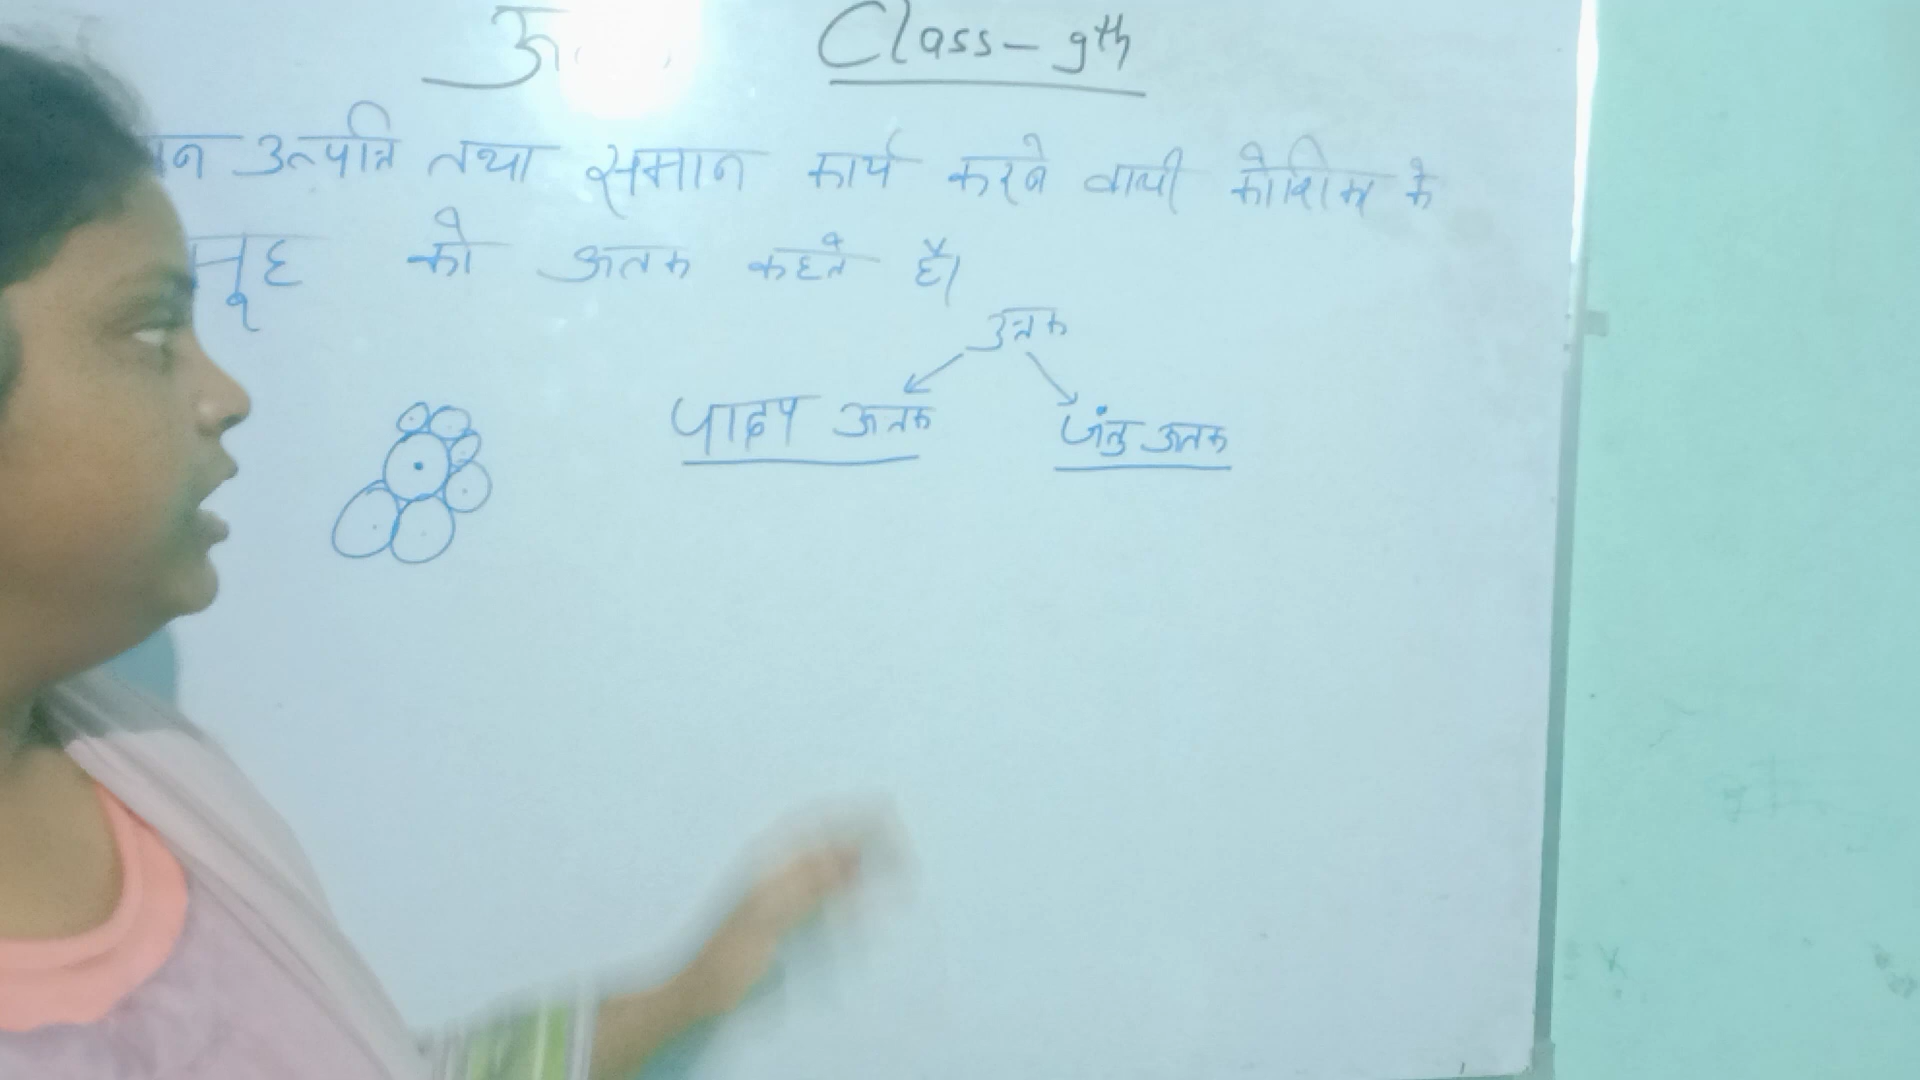 Class - 9th
उत्पत्ति तथा समान कार्य करने वाली कोशिका के
को ऊतक कहते हैं।
ऊतक
पादप ऊतक जंतु ऊतक